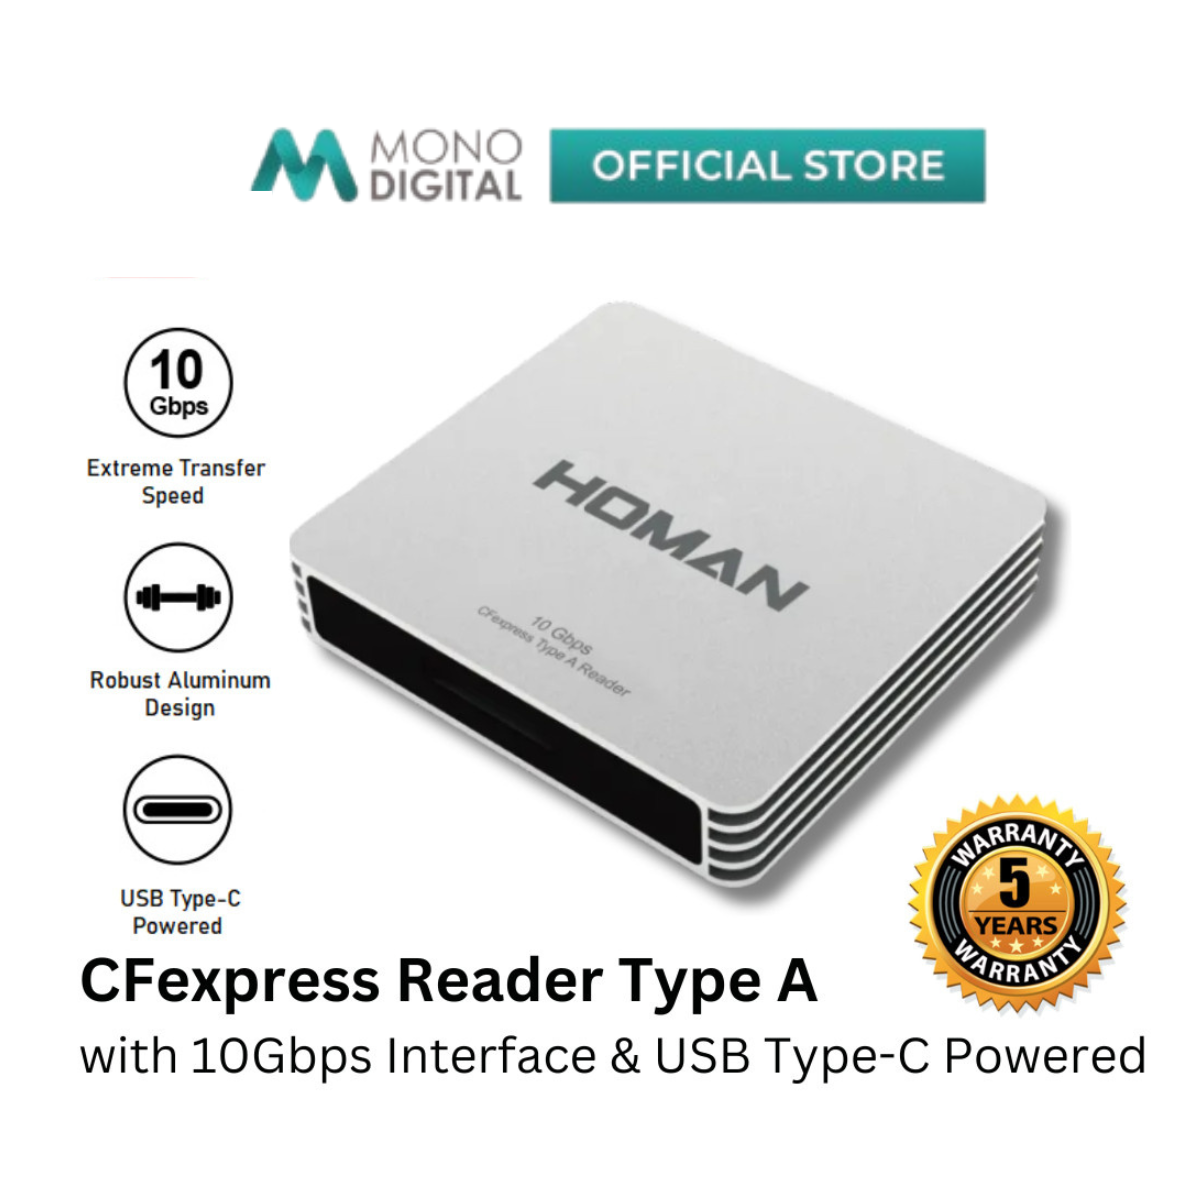 MONO
DIGITAL
OFFICIAL STORE
10
Gbps
Extreme Transfer
Speed
Robust Aluminum
Design
USB Type-C
Powered
HOMAN
10 Gbps
CFexpress Type A Reader
WARRANTY
5
YEARS
WARRANTY
CFexpress Reader Type A
with 10Gbps Interface & USB Type-C Powered